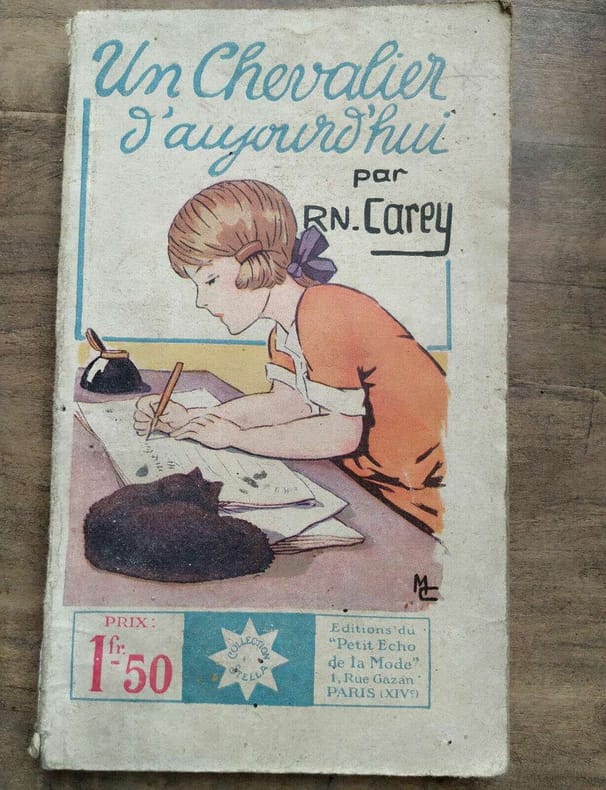 Un Chevalier
d'aujourd'hui
par
RN. Carey
MC
PRIX:
1fr.50
COLLECTION
STELLA
Editions du
"Petit Echo
de la Mode"
1, Rue Gazan
PARIS (XIVe)